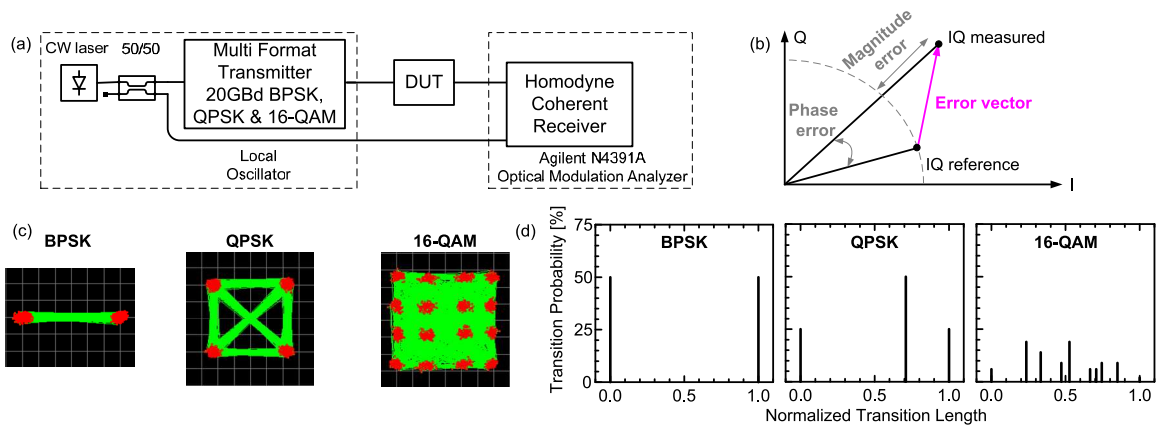 (a)
CW laser 50/50
Multi Format
Transmitter
20GBd BPSK,
QPSK & 16-QAM
DUT
Homodyne
Coherent
Receiver
Local
Oscillator
Agilent N4391A
Optical Modulation Analyzer
(b)
Q
IQ measured
Magnitude
error
Phase
error
Error vector
IQ reference
I
(c)
BPSK
QPSK
16-QAM
(d)
Transition Probability [%]
75
50
25
0
BPSK
QPSK
16-QAM
0.0 0.5 1.0
0.0 0.5 1.0
0.0 0.5 1.0
Normalized Transition Length